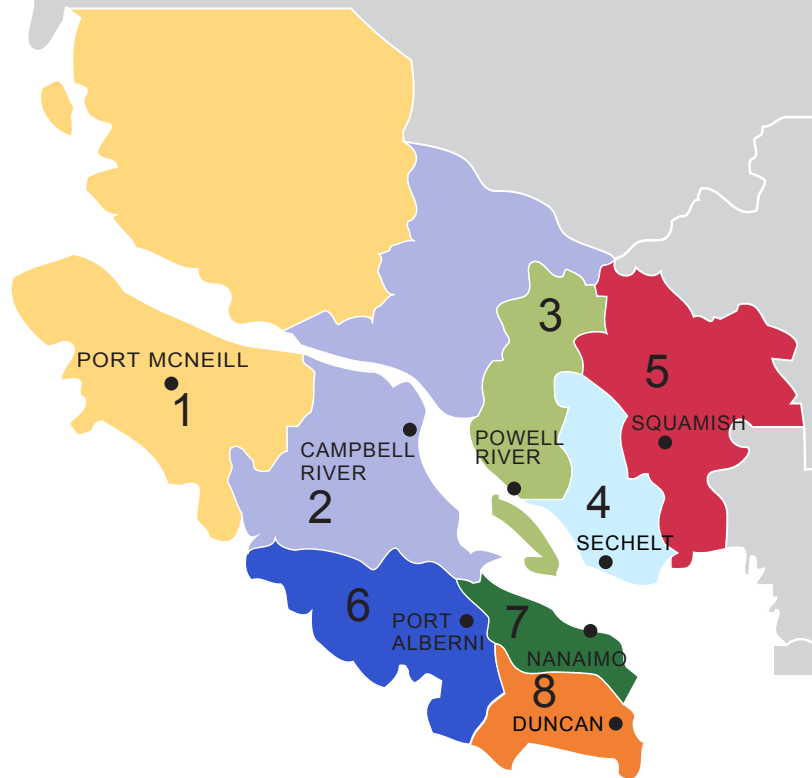 3
PORT MCNEILL
1
5
SQUAMISH
POWELL
RIVER
CAMPBELL
RIVER
2
4
SECHELT
6
PORT
ALBERNI
7
NANAIMO
8
DUNCAN